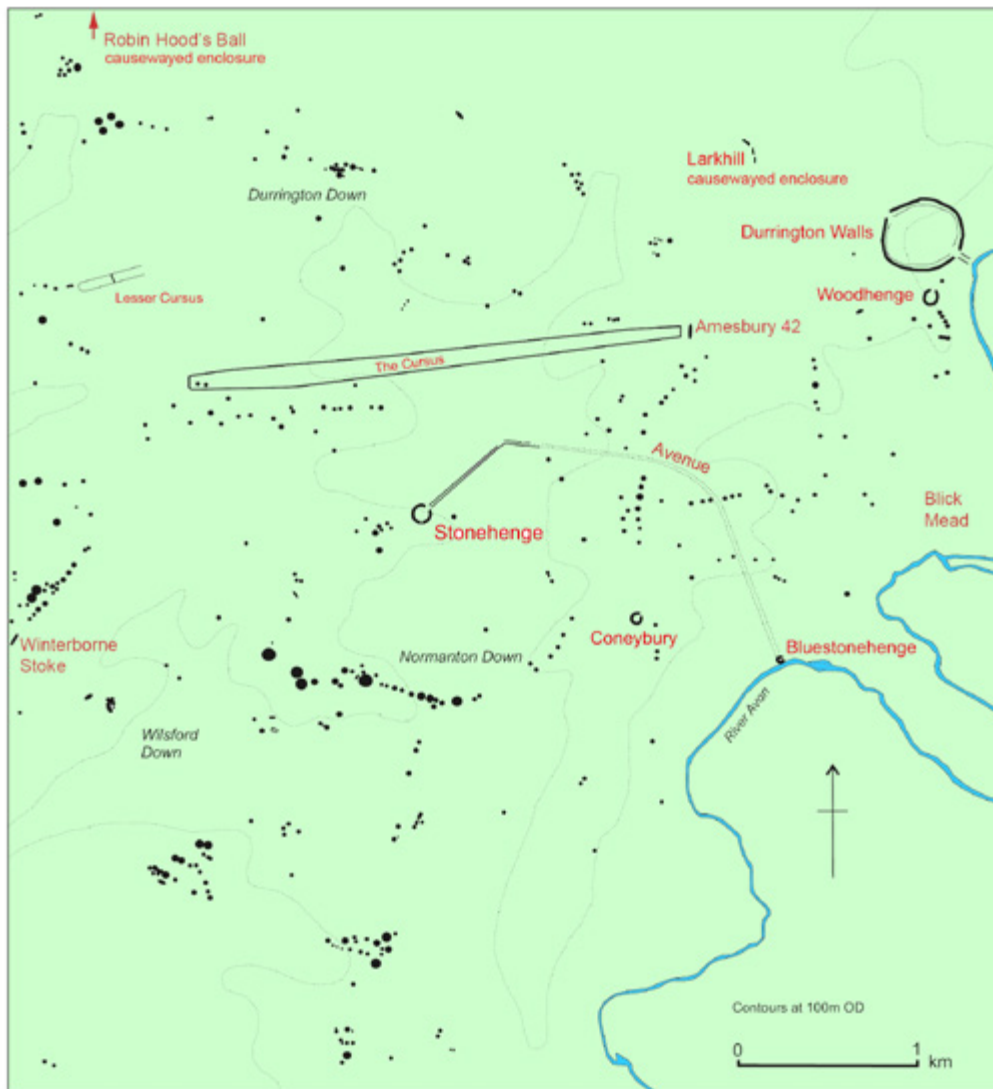 Robin Hood's Ball
causewayed enclosure
Larkhill
causewayed enclosure
Durrington Down
Durrington Walls
Lesser Cursus
Woodhenge
The Cursus
Amesbury 42
Avenue
Blick
Mead
Stonehenge
Winterborne
Stoke
Normanton Down
Coneybury
Bluestonehenge
River Avan
Wilsford
Down
Contours at 100m OD
0 1
km